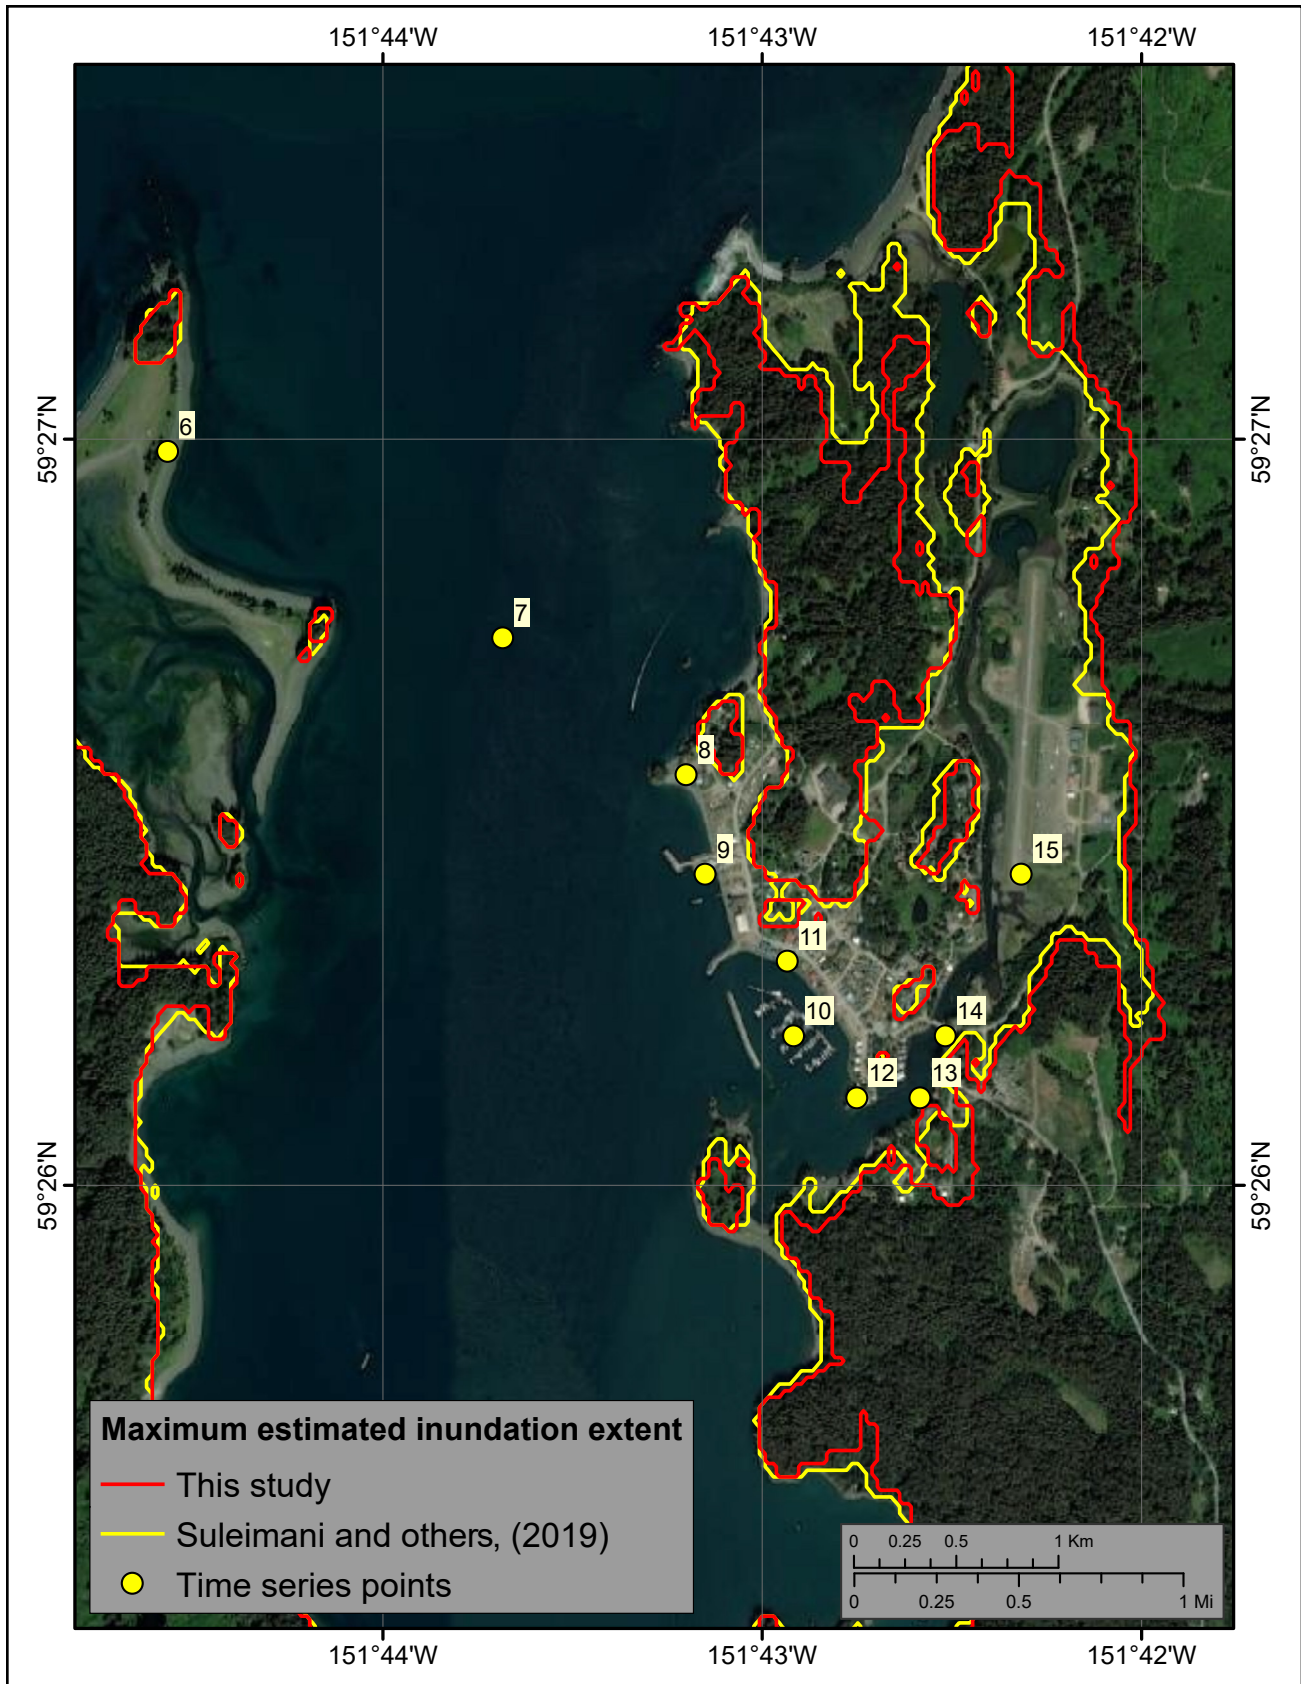 151°44'W 151°43'W 151°42'W
6
59°27'N 59°27'N
7
8
9
15
11
10
14
12
13
59°26'N 59°26'N
Maximum estimated inundation extent
This study
Suleimani and others, (2019)
Time series points
0 0.25 0.5 1 Km
0 0.25 0.5 1 Mi
151°44'W 151°43'W 151°42'W